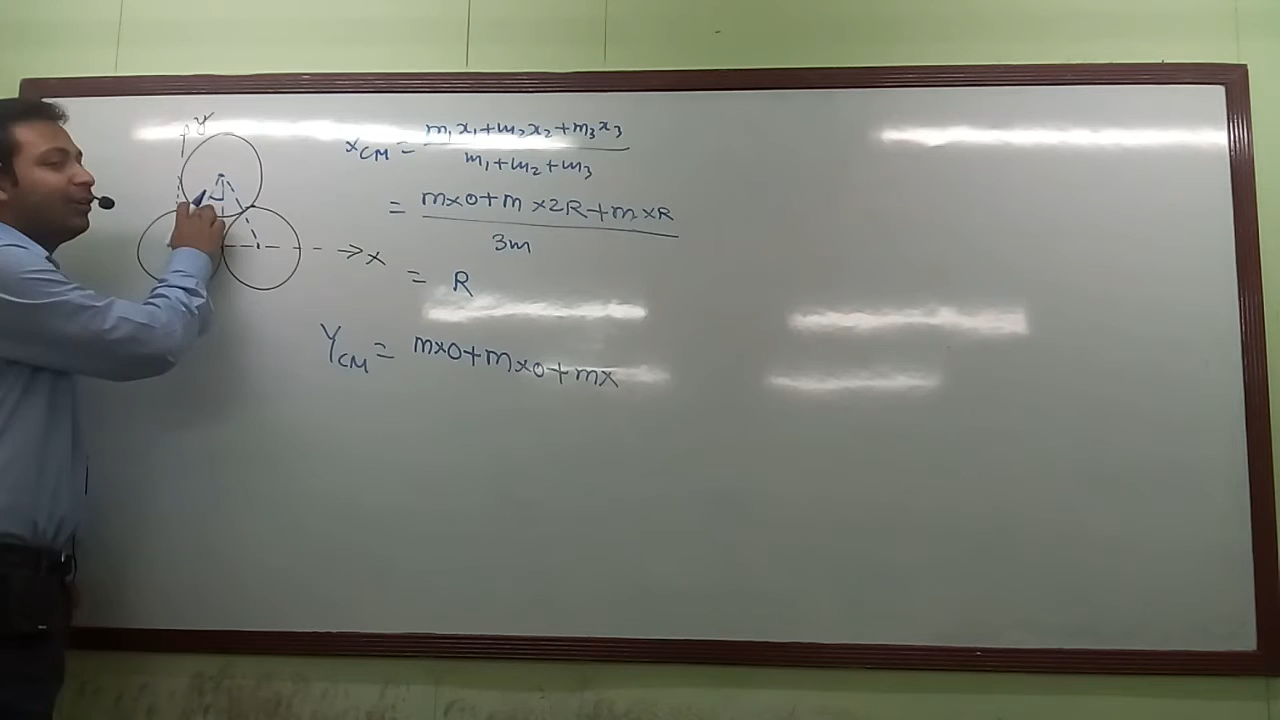 y
x
x_CM = (m₁x₁+m₂x₂+m₃x₃)/(m₁+m₂+m₃)
= (m×0+m×2R+m×R)/3m
= R
Y_CM = m×0+m×0+m×